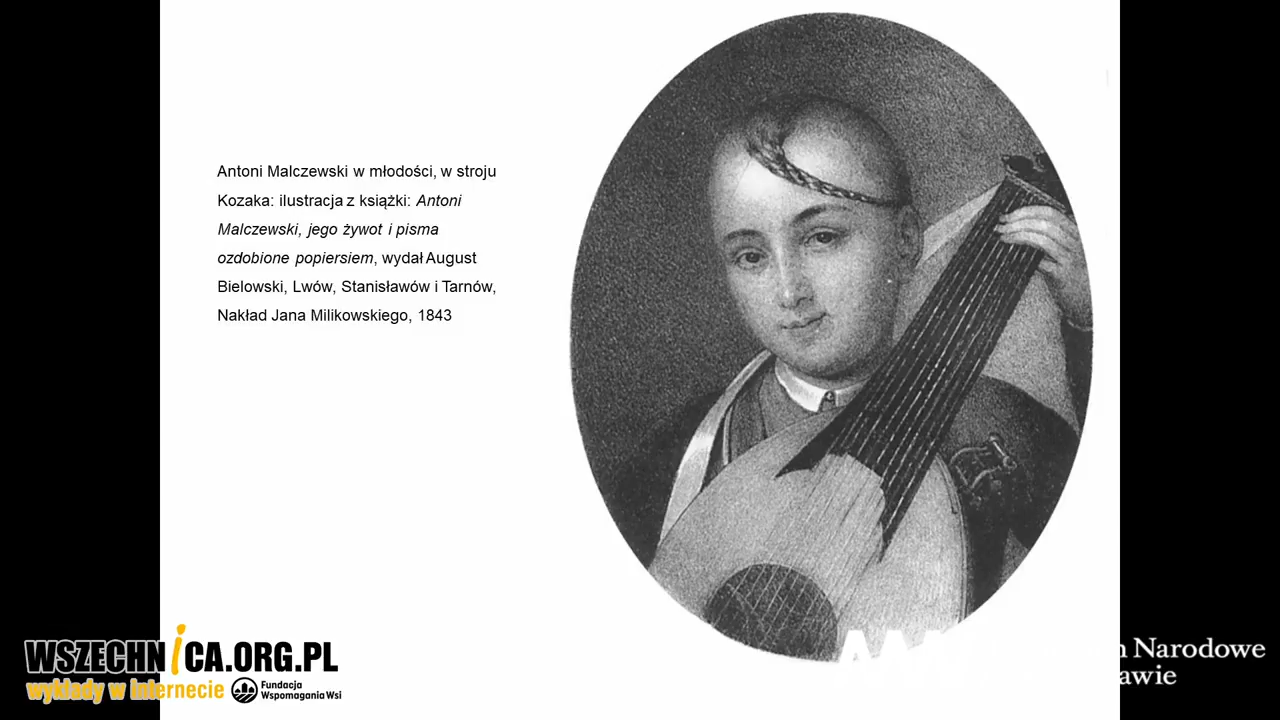 Antoni Malczewski w młodości, w stroju
Kozaka: ilustracja z książki: Antoni
Malczewski, jego żywot i pisma
ozdobione popiersiem, wydał August
Bielowski, Lwów, Stanisławów i Tarnów,
Nakład Jana Milikowskiego, 1843
WSZECHNICA.ORG.PL
wykłady w internecie
Fundacja
Wspomagania Wsi
Narodowe